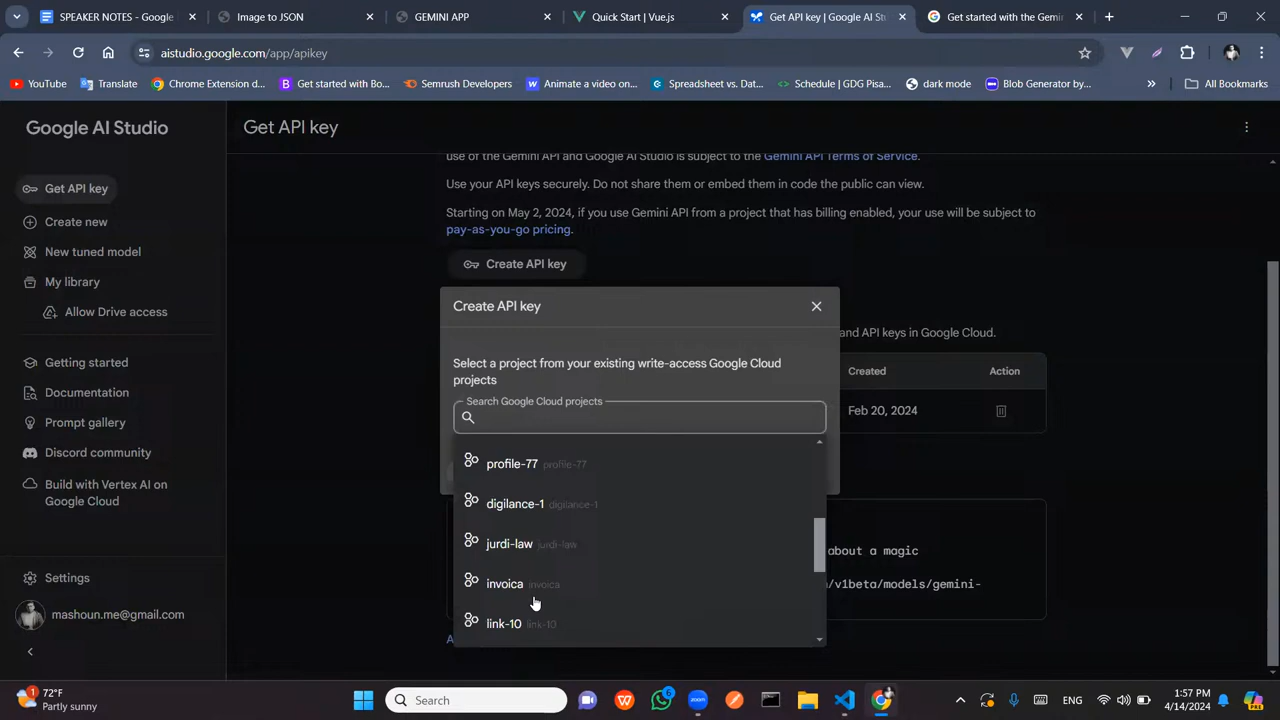 SPEAKER NOTES - Google
Image to JSON
GEMINI APP
Quick Start | Vue.js
Get API key | Google AI Stu
Get started with the Gemin
aistudio.google.com/app/apikey
YouTube
Translate
Chrome Extension d...
Get started with Bo...
Semrush Developers
Animate a video on...
Spreadsheet vs. Dat...
Schedule | GDG Pisa...
dark mode
Blob Generator by...
All Bookmarks
Google AI Studio
Get API key
Get API key
Create new
New tuned model
My library
Allow Drive access
Getting started
Documentation
Prompt gallery
Discord community
Build with Vertex AI on
Google Cloud
Settings
mashoun.me@gmail.com
use of the Gemini API and Google AI Studio is subject to the Gemini API Terms of Service.
Use your API keys securely. Do not share them or embed them in code the public can view.
Starting on May 2, 2024, if you use Gemini API from a project that has billing enabled, your use will be subject to
pay-as-you-go pricing.
Create API key
and API keys in Google Cloud.
Created
Action
Feb 20, 2024
about a magic
/v1beta/models/gemini-
A
Create API key
Select a project from your existing write-access Google Cloud
projects
Search Google Cloud projects
profile-77 profile-77
digilance-1 digilance-1
jurdi-law jurdi-law
invoica invoica
link-10 link-10
1
72°F
Partly sunny
Search
6
ENG
1:57 PM
4/14/2024